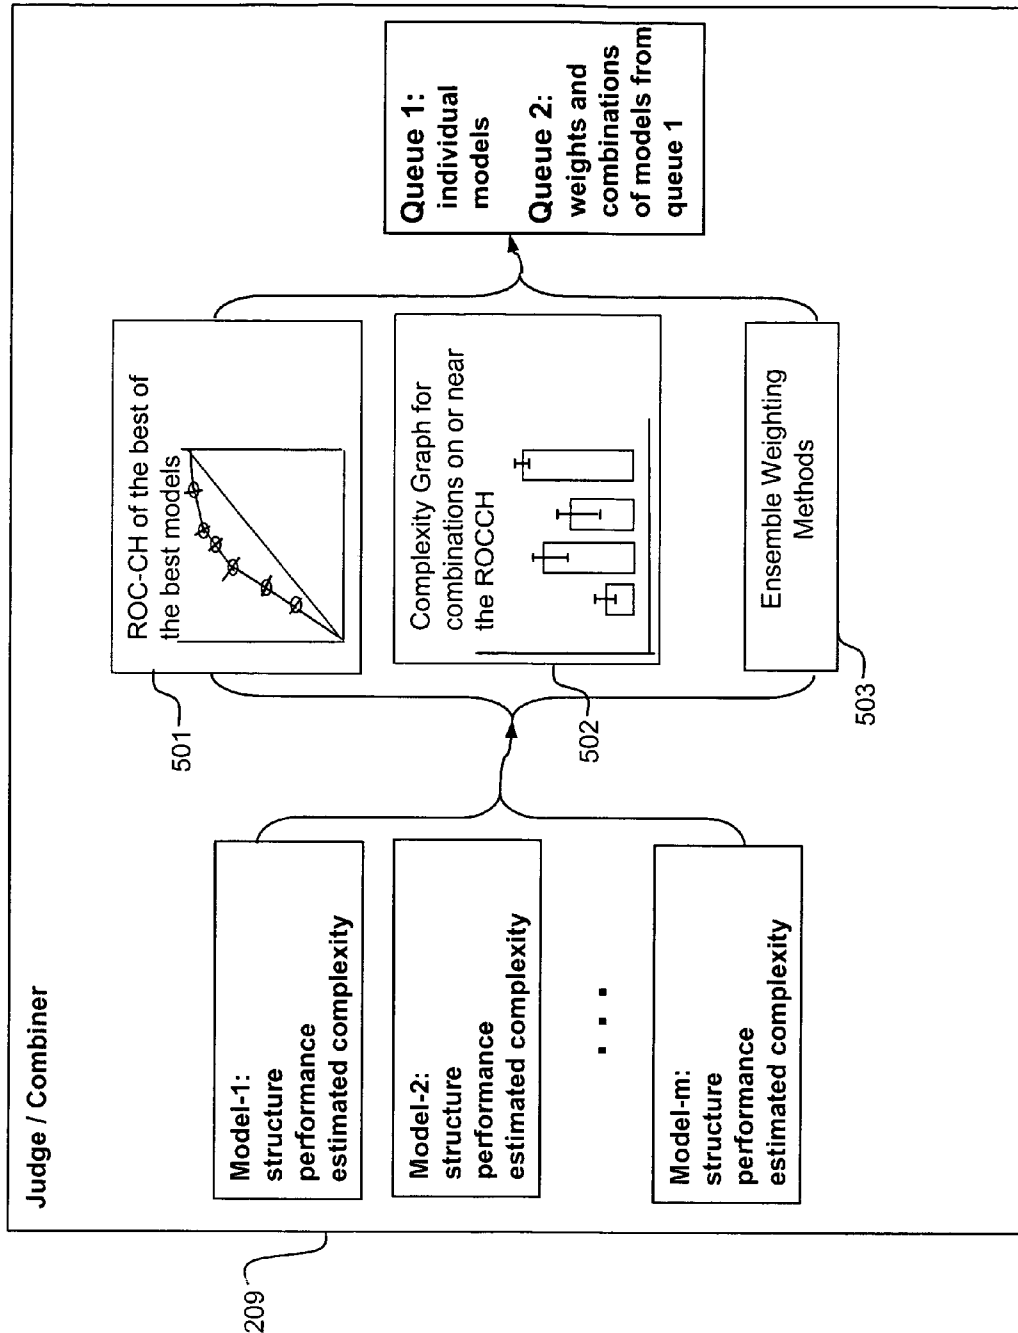 Judge / Combiner
209
Model-1:
structure
performance
estimated complexity
Model-2:
structure
performance
estimated complexity
. . .
Model-m:
structure
performance
estimated complexity
501
ROC-CH of the best of
the best models
502
Complexity Graph for
combinations on or near
the ROCCH
503
Ensemble Weighting
Methods
Queue 1:
individual
models
Queue 2:
weights and
combinations
of models from
queue 1